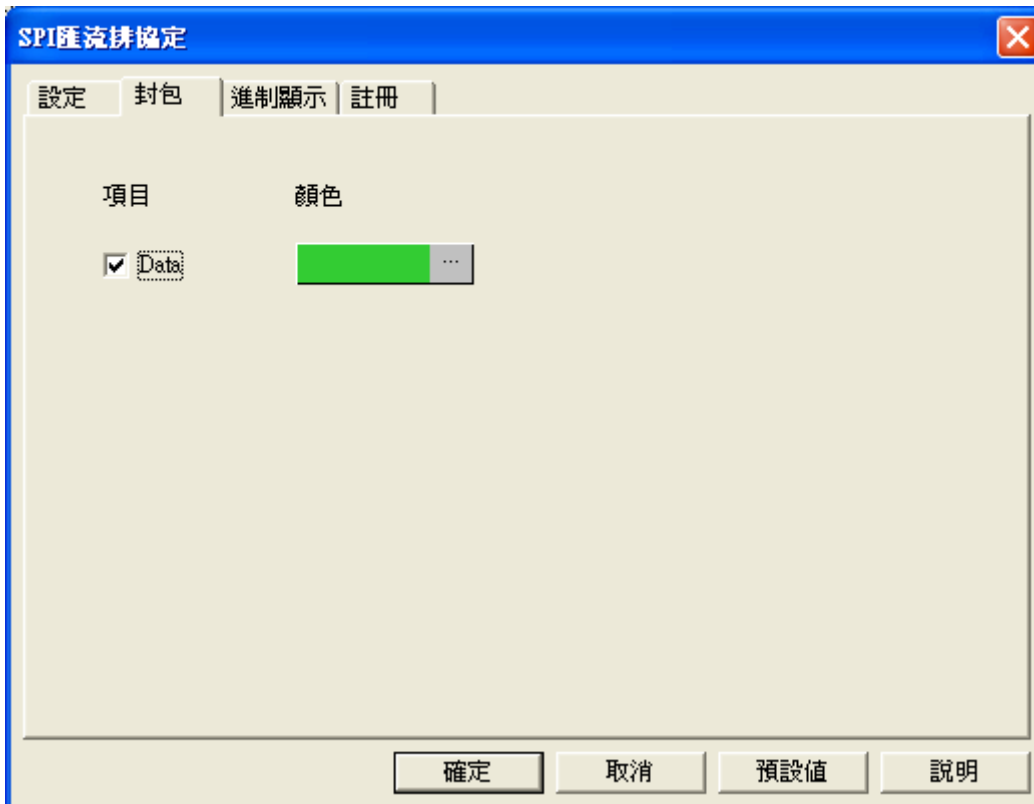 SPI匯流排協定
設定 封包 進制顯示 註冊
項目 顏色
Data ...
確定 取消 預設值 說明